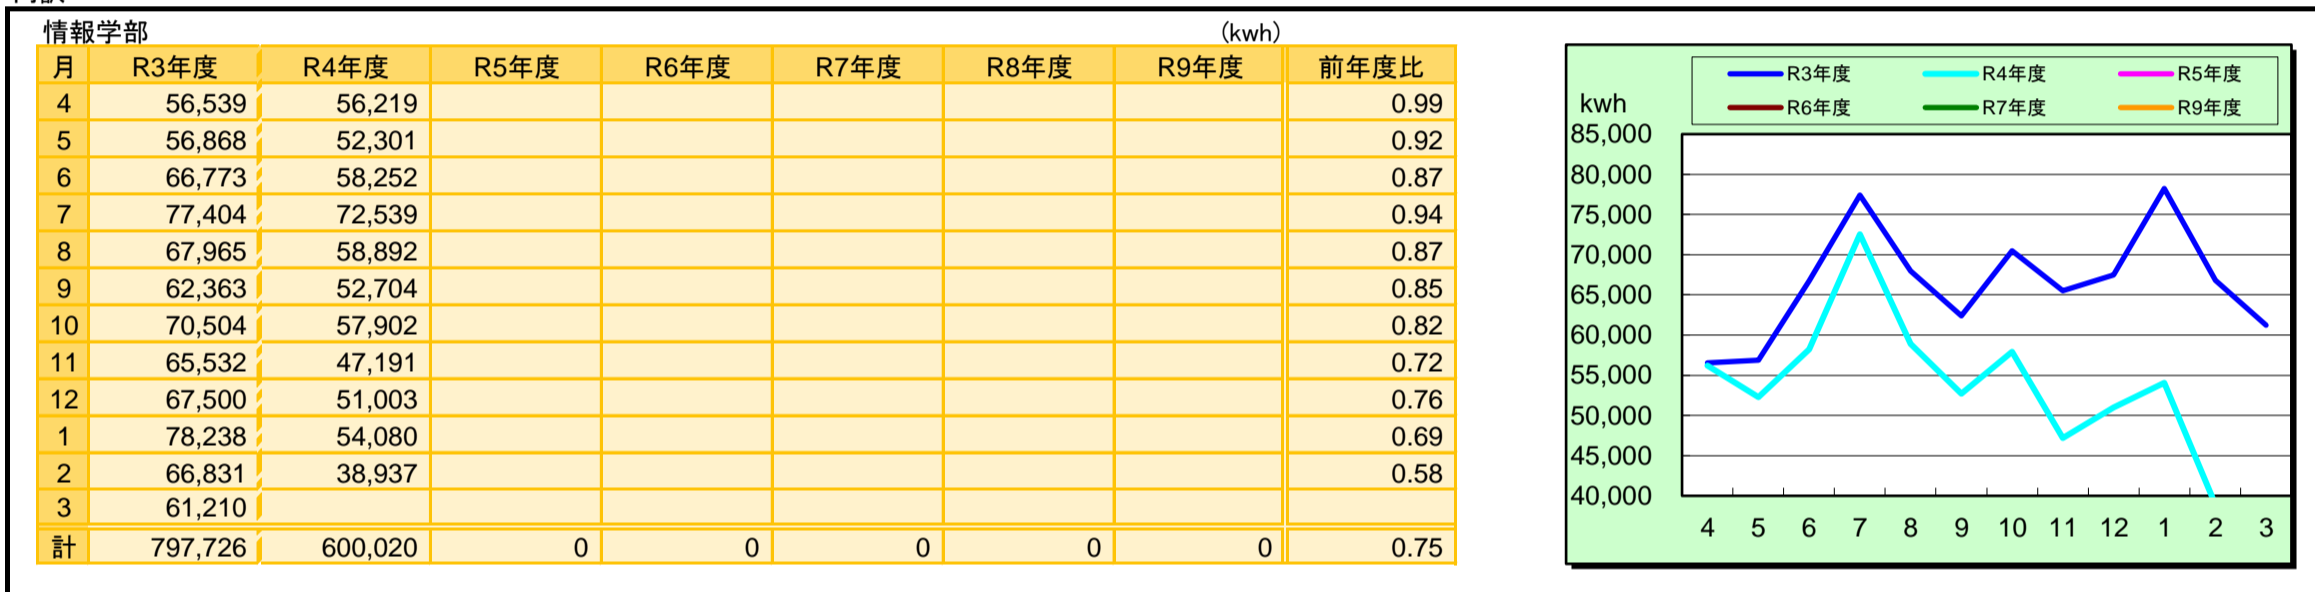 情報学部 (kwh)
月 R3年度 R4年度 R5年度 R6年度 R7年度 R8年度 R9年度 前年度比
4 56,539 56,219 0.99
5 56,868 52,301 0.92
6 66,773 58,252 0.87
7 77,404 72,539 0.94
8 67,965 58,892 0.87
9 62,363 52,704 0.85
10 70,504 57,902 0.82
11 65,532 47,191 0.72
12 67,500 51,003 0.76
1 78,238 54,080 0.69
2 66,831 38,937 0.58
3 61,210
計 797,726 600,020 0 0 0 0 0 0.75
R3年度 R4年度 R5年度
R6年度 R7年度 R9年度
kwh
85,000
80,000
75,000
70,000
65,000
60,000
55,000
50,000
45,000
40,000
4 5 6 7 8 9 10 11 12 1 2 3